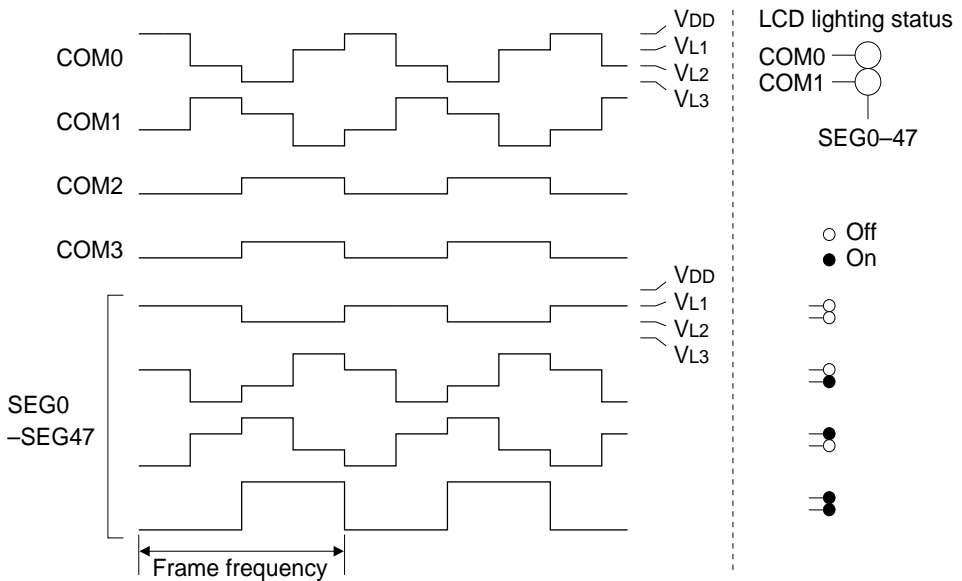 COM0
VDD
VL1
VL2
VL3
COM1
COM2
COM3
VDD
VL1
VL2
VL3
SEG0
–SEG47
Frame frequency
LCD lighting status
COM0
COM1
SEG0–47
Off
On